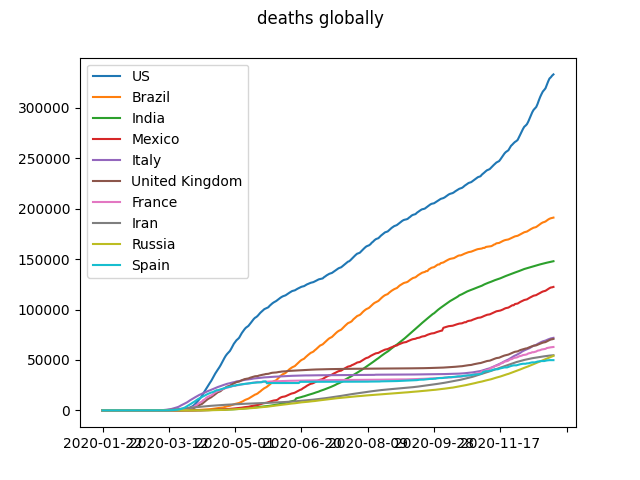 deaths globally
US
Brazil
India
Mexico
Italy
United Kingdom
France
Iran
Russia
Spain
300000
250000
200000
150000
100000
50000
0
2020-01-22 2020-03-12 2020-05-01 2020-06-20 2020-08-09 2020-09-28 2020-11-17